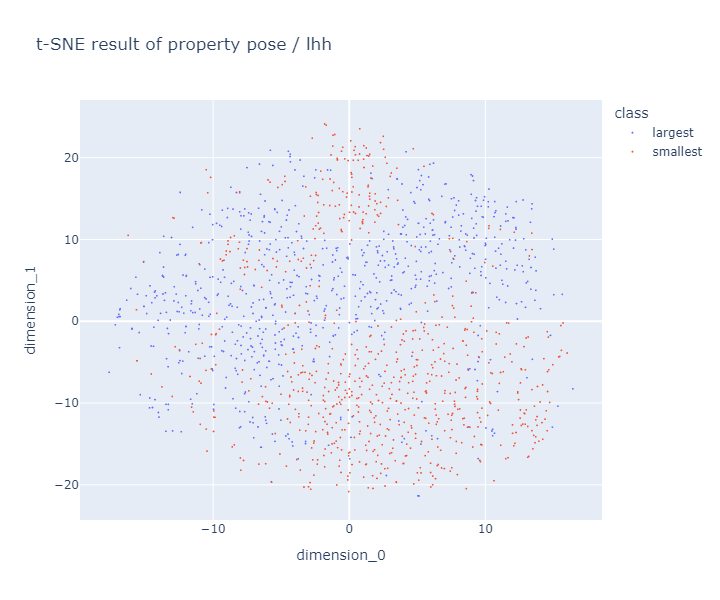 t-SNE result of property pose / lhh
class
largest
smallest
20
10
0
−10
−20
dimension_1
−10
0
10
dimension_0